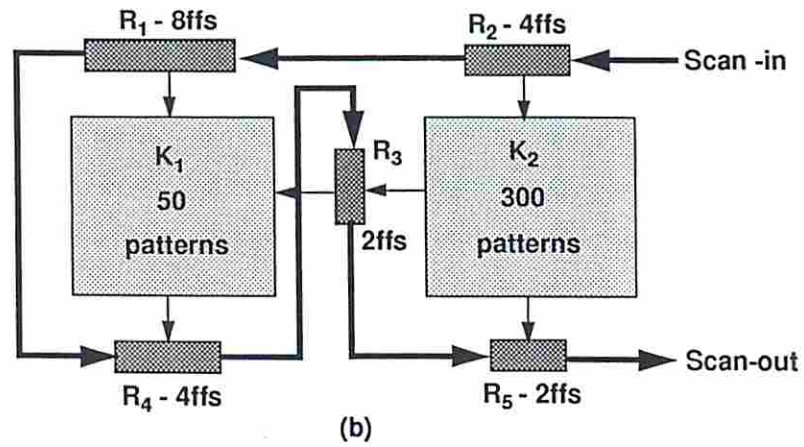 R₁ - 8ffs
R₂ - 4ffs
Scan -in
K₁
50
patterns
R₃
2ffs
K₂
300
patterns
R₄ - 4ffs
R₅ - 2ffs
Scan-out
(b)